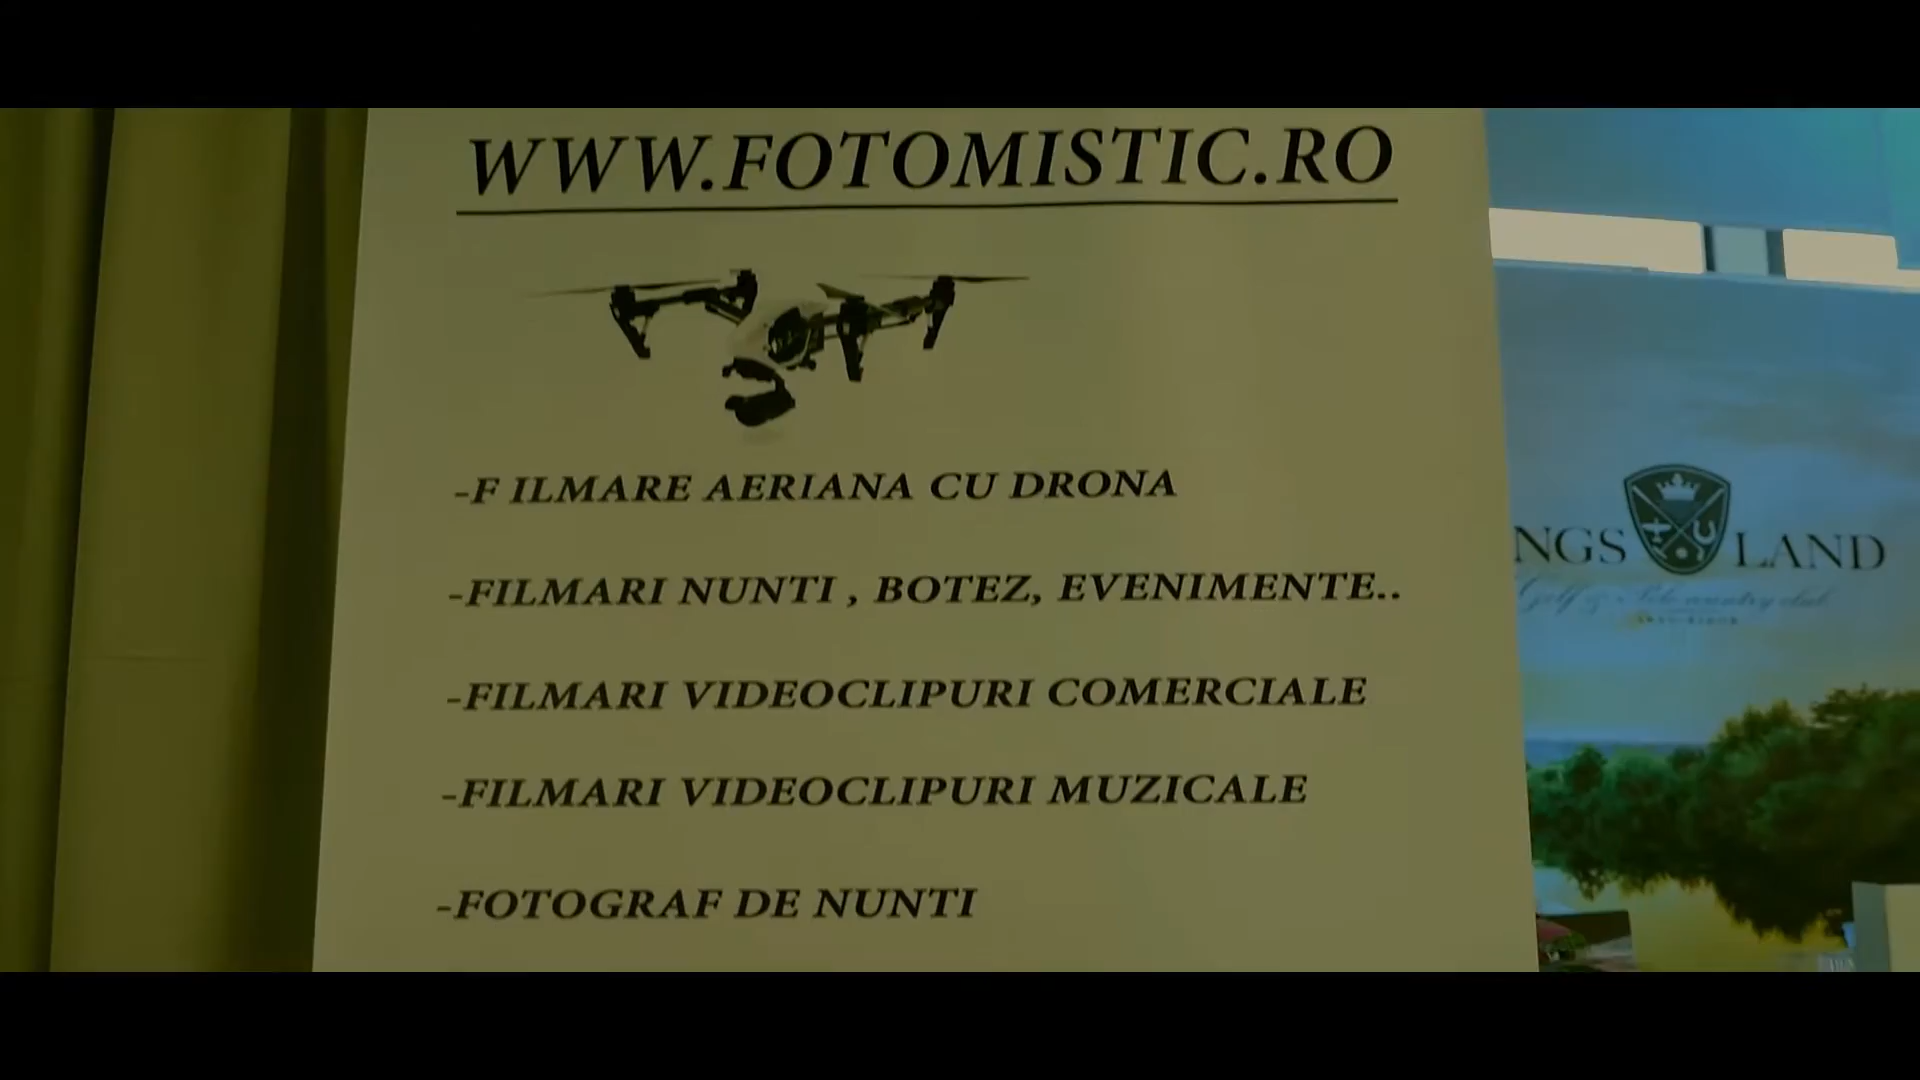 WWW.FOTOMISTIC.RO
-F ILMARE AERIANA CU DRONA
-FILMARI NUNTI , BOTEZ, EVENIMENTE..
-FILMARI VIDEOCLIPURI COMERCIALE
-FILMARI VIDEOCLIPURI MUZICALE
-FOTOGRAF DE NUNTI
NGS LAND
Golf &